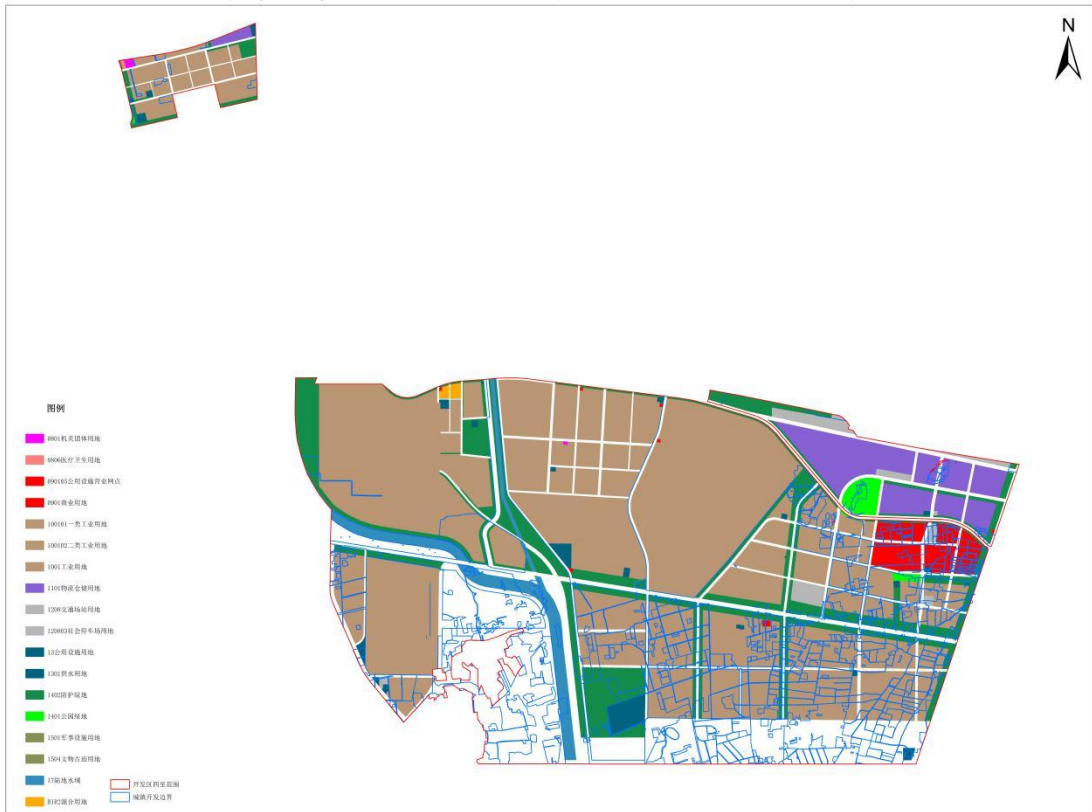 N
图例
0801机关团体用地
0806医疗卫生用地
090105公用设施营业网点
0901商业用地
100101一类工业用地
100102二类工业用地
1001工业用地
1101物流仓储用地
1208交通场站用地
120803社会停车场用地
13公用设施用地
1301供水用地
1402防护绿地
1401公园绿地
1501军事设施用地
1504文物古迹用地
17陆地水域
开发区四至范围
城镇开发边界